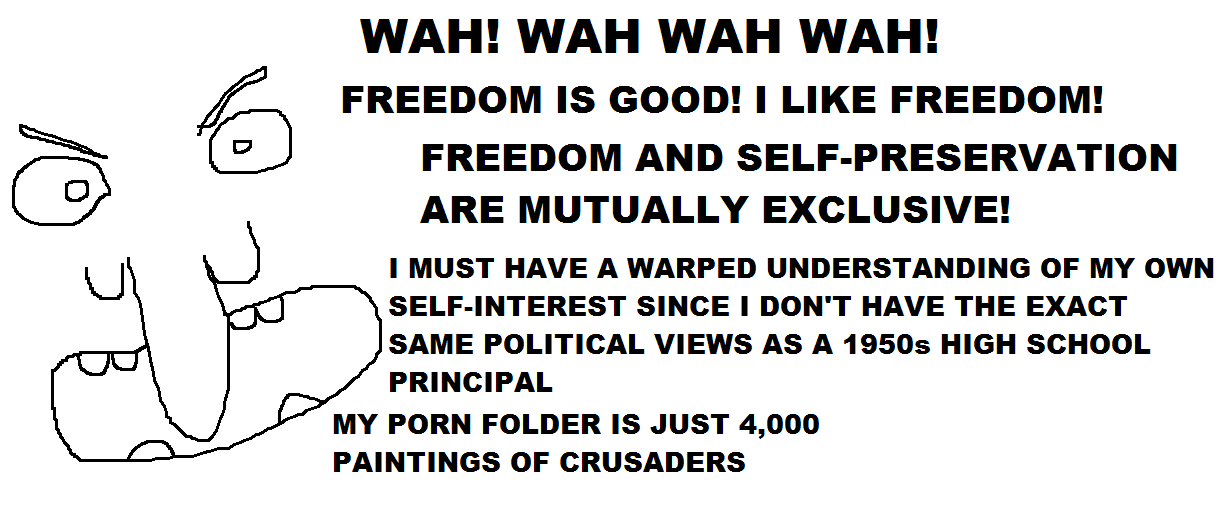 WAH! WAH WAH WAH!
FREEDOM IS GOOD! I LIKE FREEDOM!
FREEDOM AND SELF-PRESERVATION
ARE MUTUALLY EXCLUSIVE!
I MUST HAVE A WARPED UNDERSTANDING OF MY OWN
SELF-INTEREST SINCE I DON'T HAVE THE EXACT
SAME POLITICAL VIEWS AS A 1950s HIGH SCHOOL
PRINCIPAL
MY PORN FOLDER IS JUST 4,000
PAINTINGS OF CRUSADERS